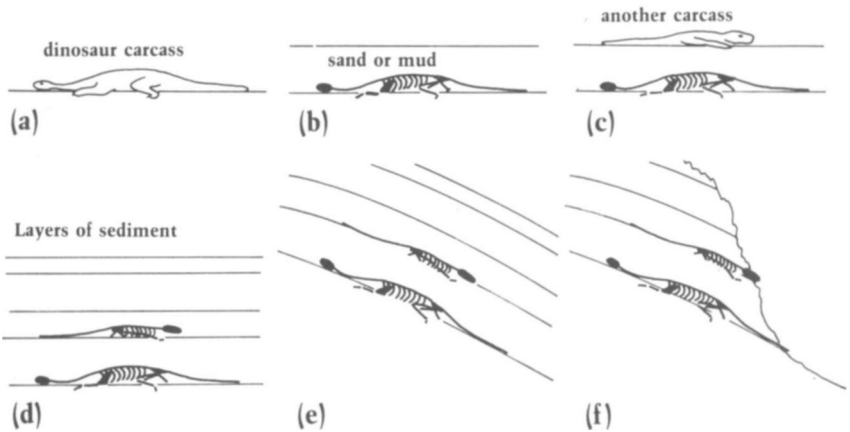 dinosaur carcass
(a)
sand or mud
(b)
another carcass
(c)
Layers of sediment
(d)
(e)
(f)